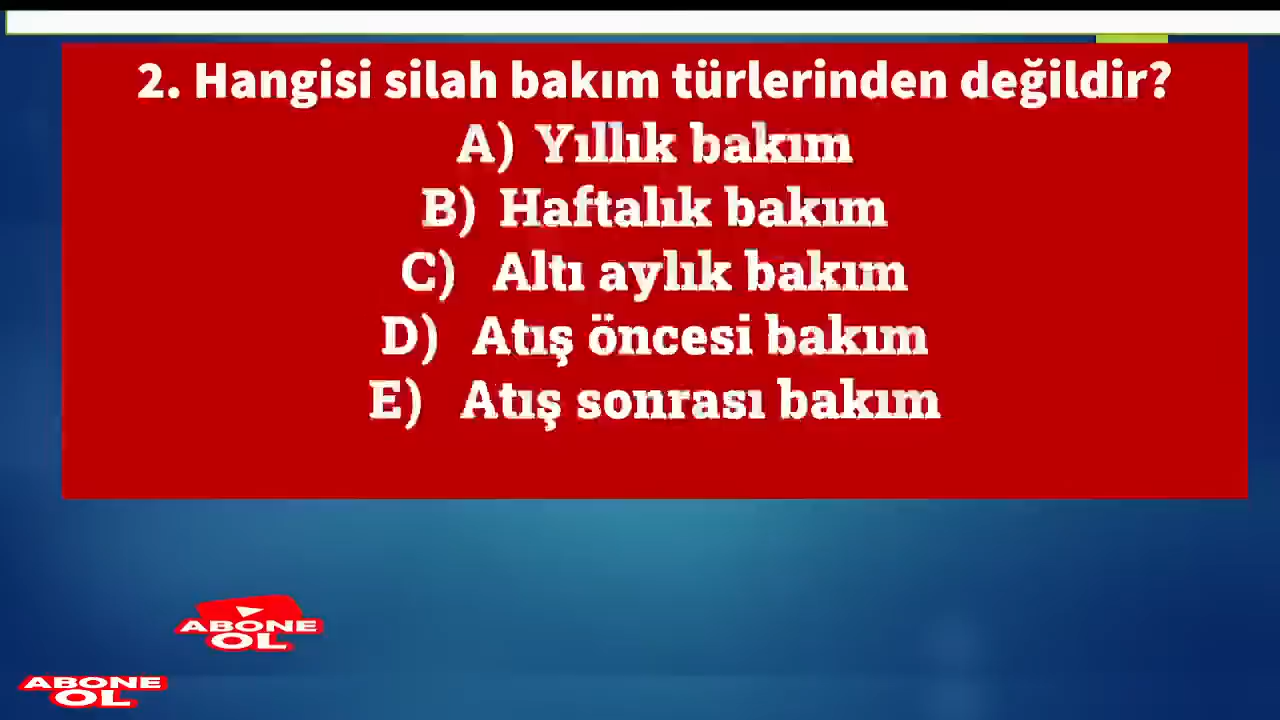 2. Hangisi silah bakım türlerinden değildir?
A) Yıllık bakım
B) Haftalık bakım
C) Altı aylık bakım
D) Atış öncesi bakım
E) Atış sonrası bakım
ABONE
OL
ABONE
OL